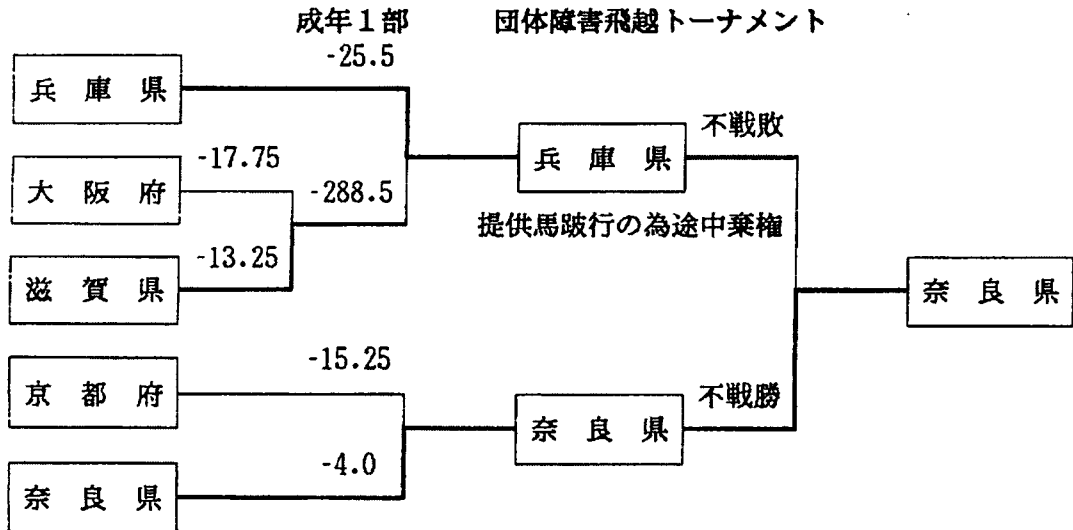 成年1部 団体障害飛越トーナメント
-25.5
兵庫県
不戦敗
兵庫県
-17.75
大阪府
-288.5
提供馬跛行の為途中棄権
-13.25
滋賀県
奈良県
-15.25
京都府
不戦勝
奈良県
-4.0
奈良県